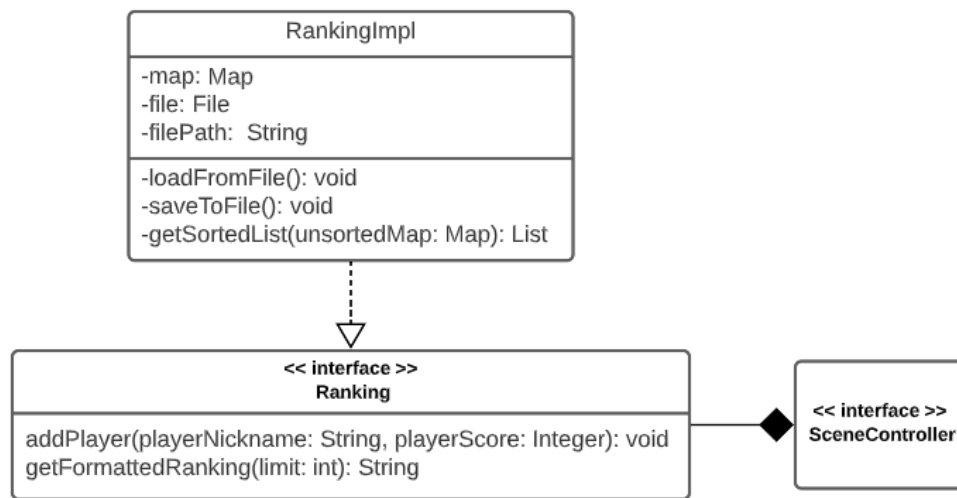 RankingImpl
-map: Map
-file: File
-filePath: String
-loadFromFile(): void
-saveToFile(): void
-getSortedList(unsortedMap: Map): List
<< interface >>
Ranking
addPlayer(playerNickname: String, playerScore: Integer): void
getFormattedRanking(limit: int): String
<< interface >>
SceneController